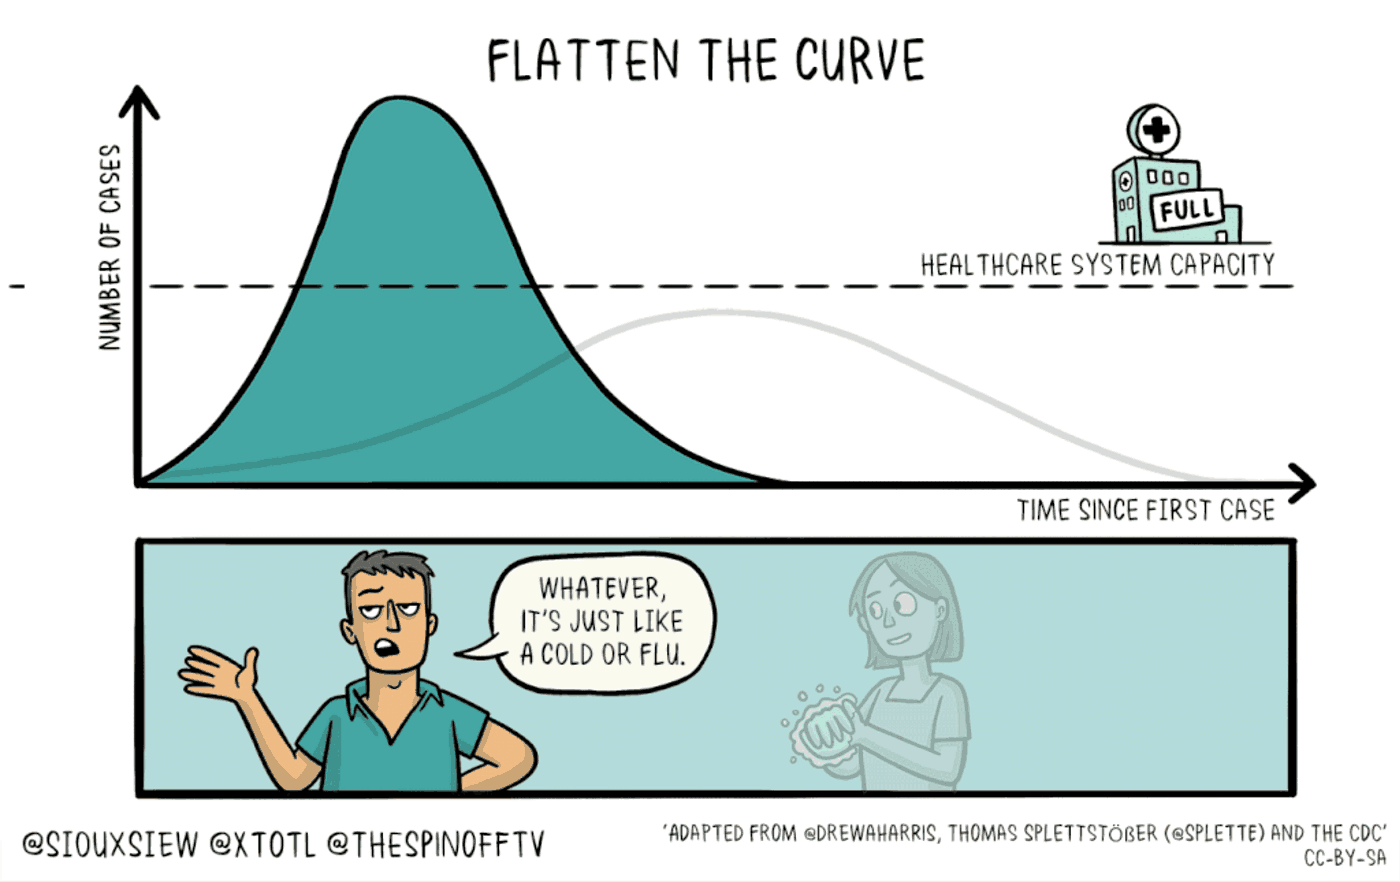 FLATTEN THE CURVE
NUMBER OF CASES
FULL
HEALTHCARE SYSTEM CAPACITY
TIME SINCE FIRST CASE
WHATEVER,
IT'S JUST LIKE
A COLD OR FLU.
@SIOUXSIEW @XTOTL @THESPINOFFTV
'ADAPTED FROM @DREWAHARRIS, THOMAS SPLETTSTÖßER (@SPLETTE) AND THE CDC'
CC-BY-SA